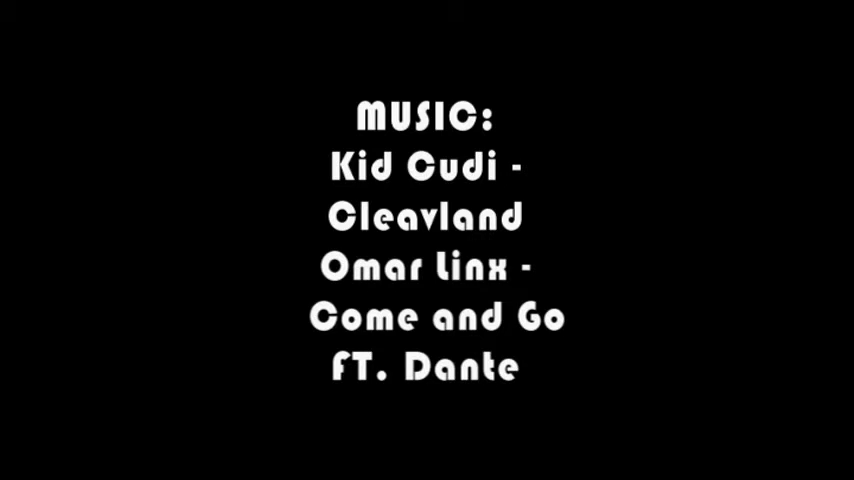 MUSIC:
Kid Cudi -
Cleavland
Omar Linx -
Come and Go
FT. Dante